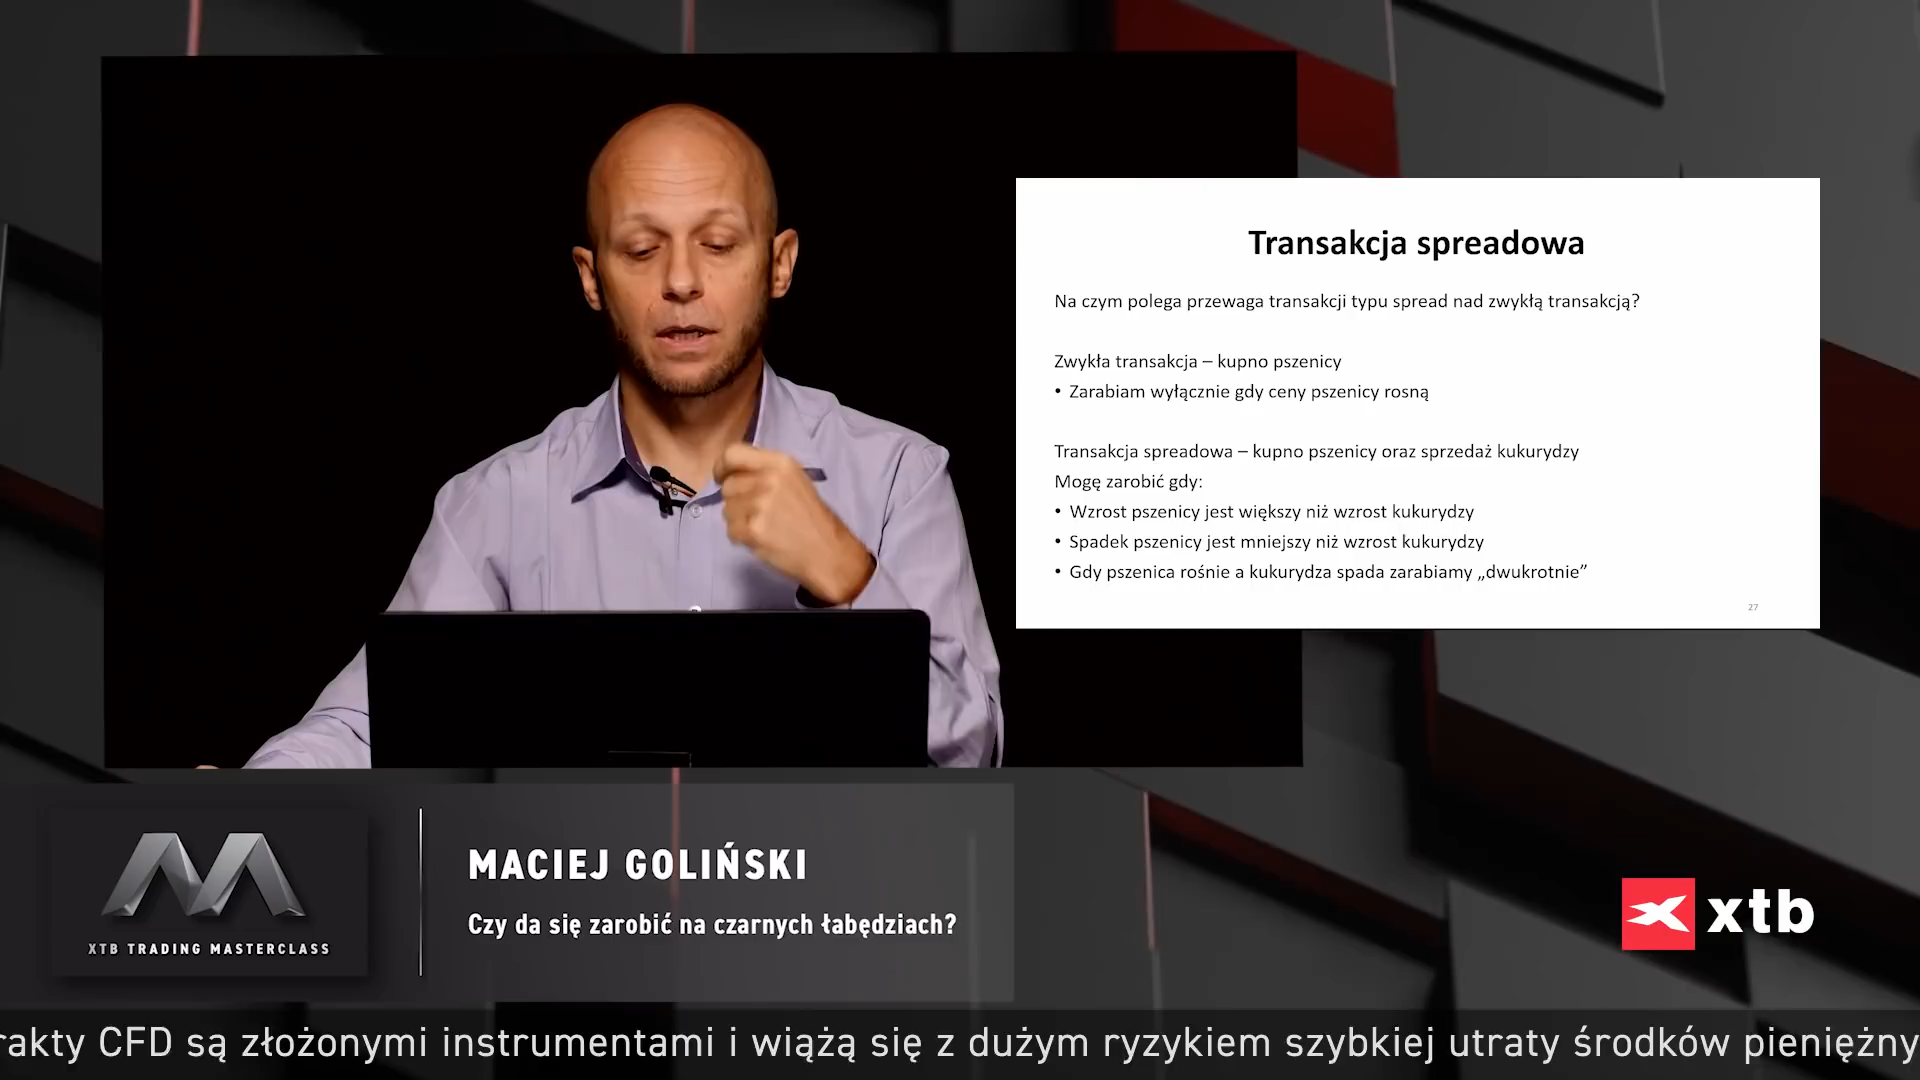 Transakcja spreadowa
Na czym polega przewaga transakcji typu spread nad zwykłą transakcją?
Zwykła transakcja – kupno pszenicy
• Zarabiam wyłącznie gdy ceny pszenicy rosną
Transakcja spreadowa – kupno pszenicy oraz sprzedaż kukurydzy
Mogę zarobić gdy:
• Wzrost pszenicy jest większy niż wzrost kukurydzy
• Spadek pszenicy jest mniejszy niż wzrost kukurydzy
• Gdy pszenica rośnie a kukurydza spada zarabiamy „dwukrotnie”
27
XTB TRADING MASTERCLASS
MACIEJ GOLIŃSKI
Czy da się zarobić na czarnych łabędziach?
xtb
rakty CFD są złożonymi instrumentami i wiążą się z dużym ryzykiem szybkiej utraty środków pieniężny